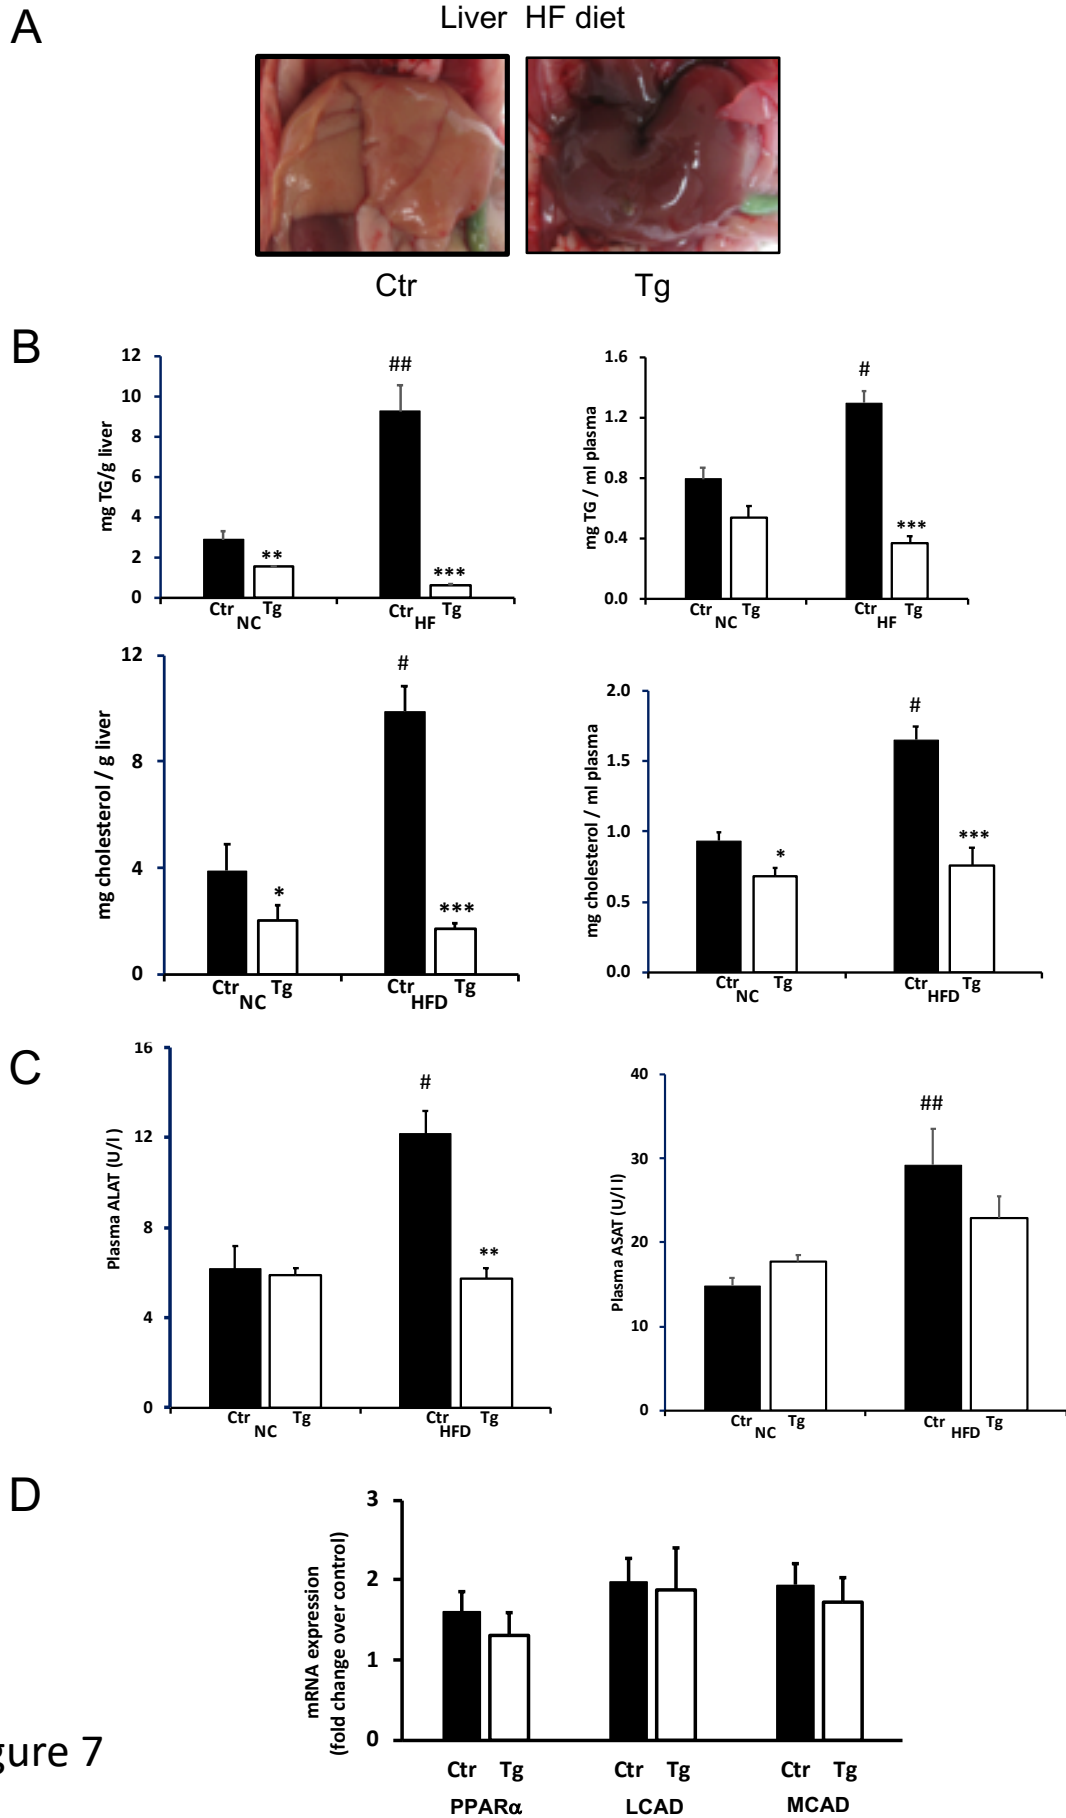 A
Liver HF diet
Ctr
Tg
B
12
10
8
6
4
2
0
mg TG/g liver
##
**
***
Ctr Tg
NC
Ctr Tg
HF
1.6
1.2
0.8
0.4
0.0
mg TG / ml plasma
#
***
Ctr Tg
NC
Ctr Tg
HF
12
8
4
0
mg cholesterol / g liver
#
*
***
Ctr Tg
NC
Ctr Tg
HFD
2.0
1.5
1.0
0.5
0.0
mg cholesterol / ml plasma
#
*
***
Ctr Tg
NC
Ctr Tg
HFD
C
16
12
8
4
0
Plasma ALAT (U/l)
#
**
Ctr Tg
NC
Ctr Tg
HFD
40
30
20
10
0
Plasma ASAT (U/l l)
##
Ctr Tg
NC
Ctr Tg
HFD
D
3
2
1
0
mRNA expression
(fold change over control)
Ctr Tg
PPARα
Ctr Tg
LCAD
Ctr Tg
MCAD
gure 7